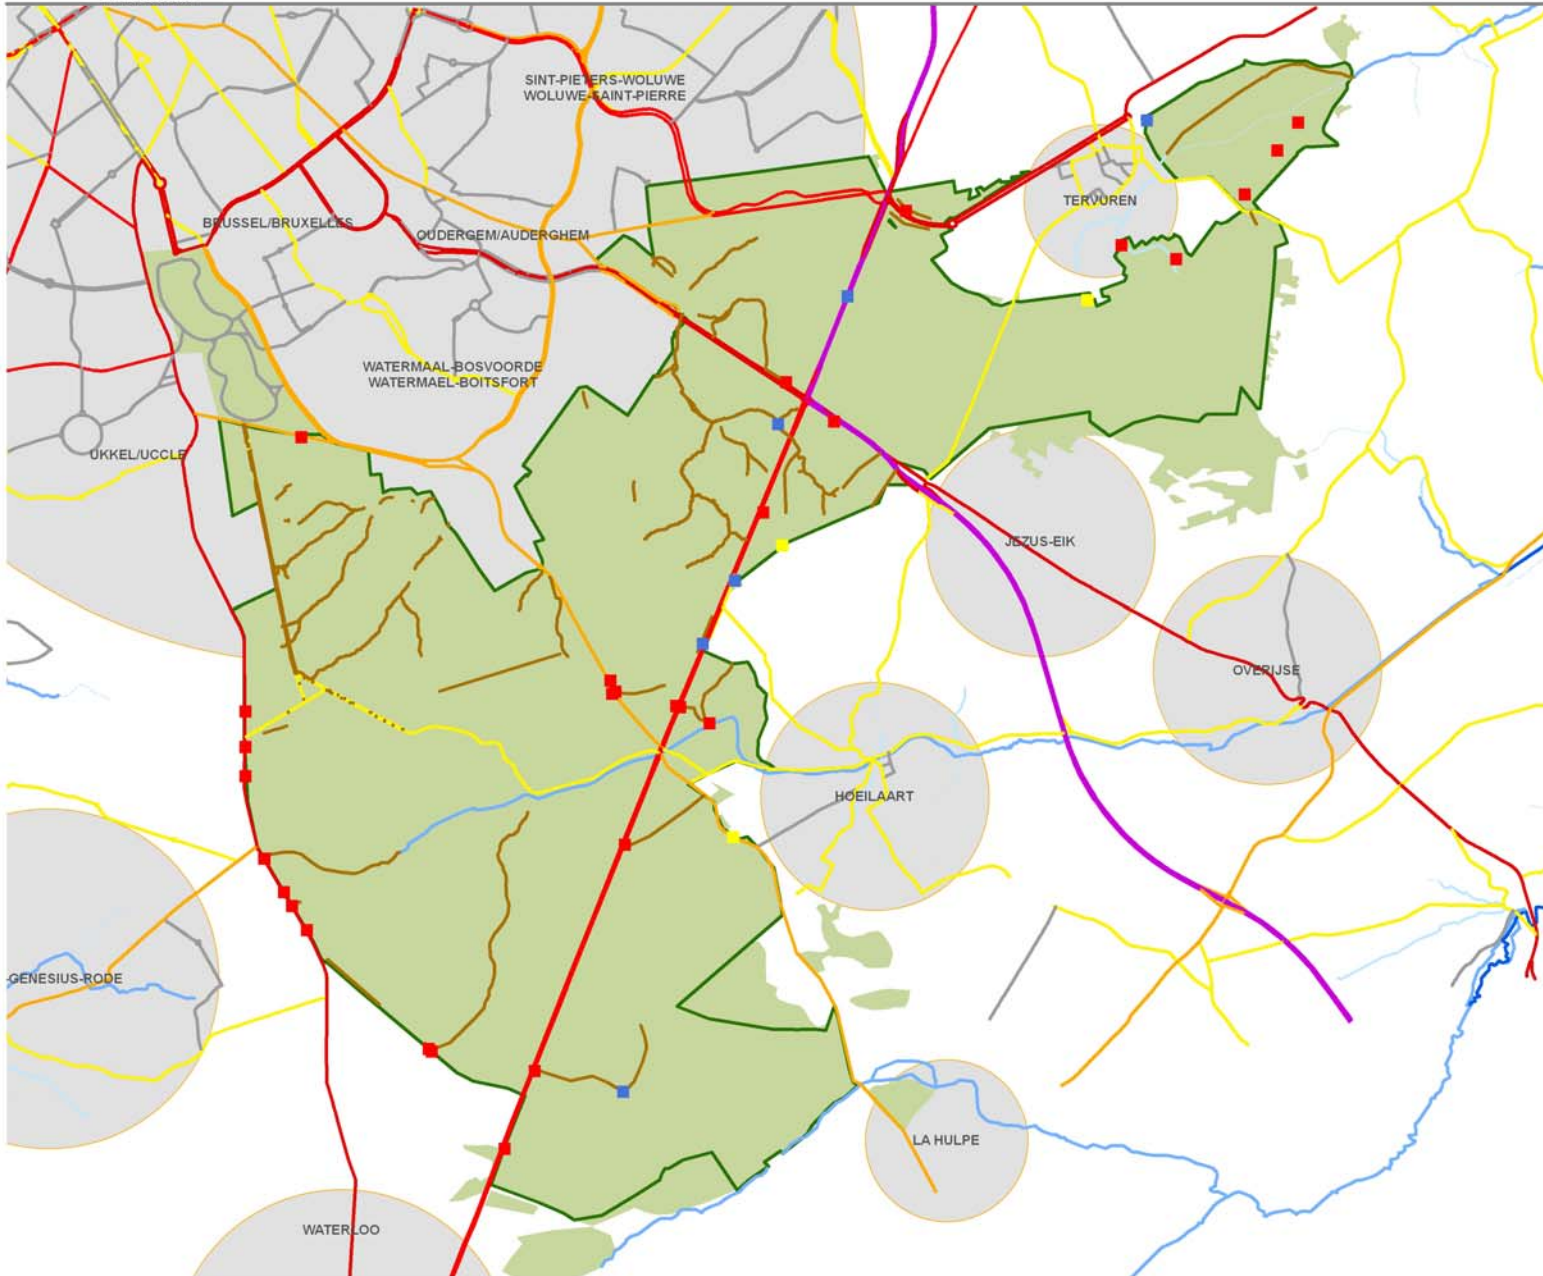 SINT-PIETERS-WOLUWE
WOLUWE-SAINT-PIERRE
TERVUREN
BRUSSEL/BRUXELLES
OUDERGEM/AUDERGHEM
WATERMAAL-BOSVOORDE
WATERMAEL-BOITSFORT
UKKEL/UCCLE
JEZUS-EIK
OVERIJSE
HOEILAART
-GENESIUS-RODE
LA HULPE
WATERLOO